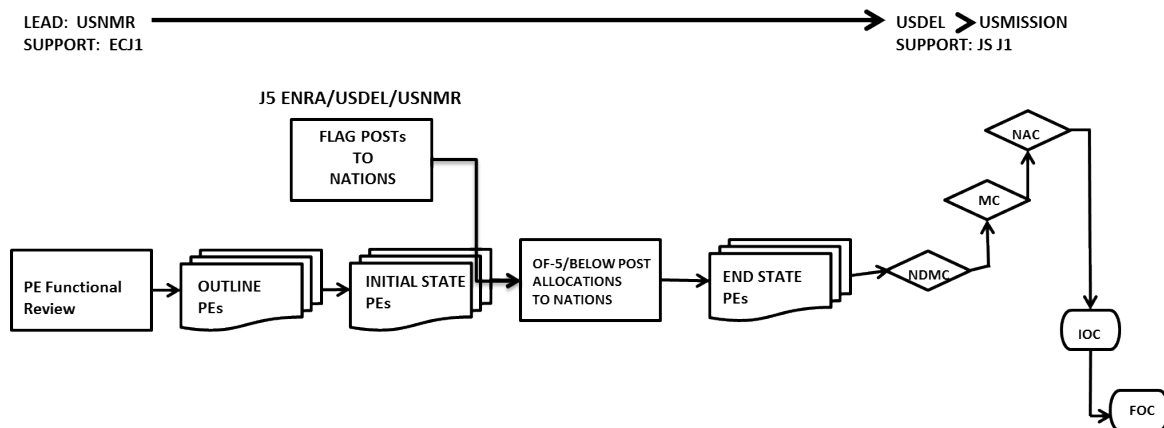 LEAD: USNMR
SUPPORT: ECJ1
USDEL > USMISSION
SUPPORT: JS J1
J5 ENRA/USDEL/USNMR
FLAG POSTs
TO
NATIONS
PE Functional
Review
OUTLINE
PEs
INITIAL STATE
PEs
OF-5/BELOW POST
ALLOCATIONS
TO NATIONS
END STATE
PEs
NDMC
MC
NAC
IOC
FOC